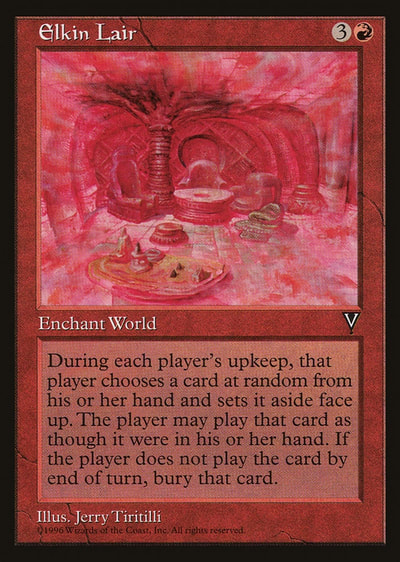 Elkin Lair 3
Enchant World V
During each player's upkeep, that
player chooses a card at random from
his or her hand and sets it aside face
up. The player may play that card as
though it were in his or her hand. If
the player does not play the card by
end of turn, bury that card.
Illus. Jerry Tiritilli
©1996 Wizards of the Coast, Inc. All rights reserved.